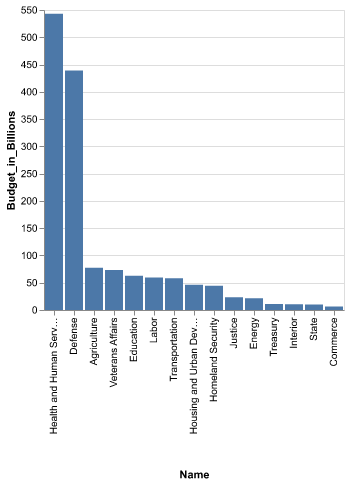 550
500
450
400
350
300
250
200
150
100
50
0
Budget_in_Billions
Health and Human Serv…
Defense
Agriculture
Veterans Affairs
Education
Labor
Transportation
Housing and Urban Dev…
Homeland Security
Justice
Energy
Treasury
Interior
State
Commerce
Name